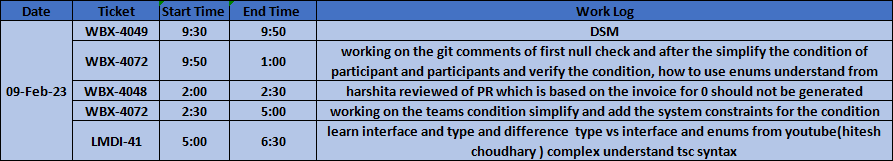 Date Ticket Start Time End Time Work Log
WBX-4049 9:30 9:50 DSM
09-Feb-23 WBX-4072 9:50 1:00 working on the git comments of first null check and after the simplify the condition of
participant and participants and verify the condition, how to use enums understand from
WBX-4048 2:00 2:30 harshita reviewed of PR which is based on the invoice for 0 should not be generated
WBX-4072 2:30 5:00 working on the teams condition simplify and add the system constraints for the condition
LMDI-41 5:00 6:30 learn interface and type and difference type vs interface and enums from youtube(hitesh
choudhary ) complex understand tsc syntax